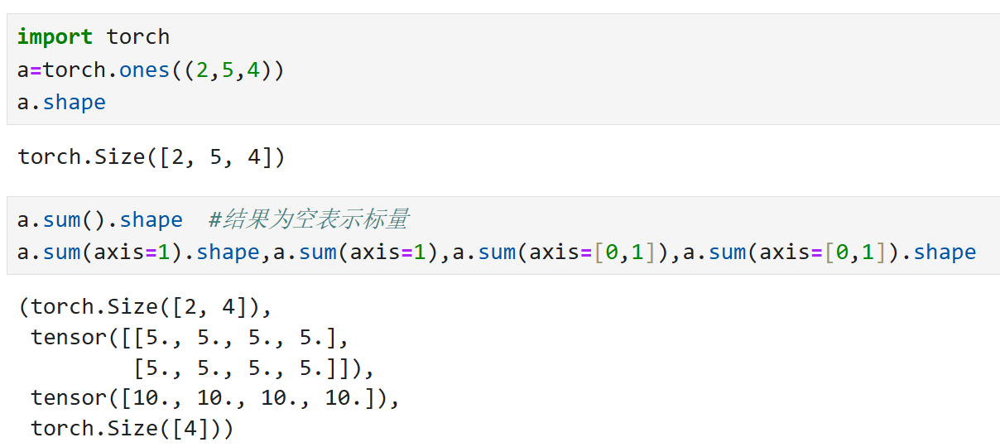 import torch
a=torch.ones((2,5,4))
a.shape
torch.Size([2, 5, 4])
a.sum().shape  #结果为空表示标量
a.sum(axis=1).shape,a.sum(axis=1),a.sum(axis=[0,1]),a.sum(axis=[0,1]).shape
(torch.Size([2, 4]),
 tensor([[5., 5., 5., 5.],
         [5., 5., 5., 5.]]),
 tensor([10., 10., 10., 10.]),
 torch.Size([4]))